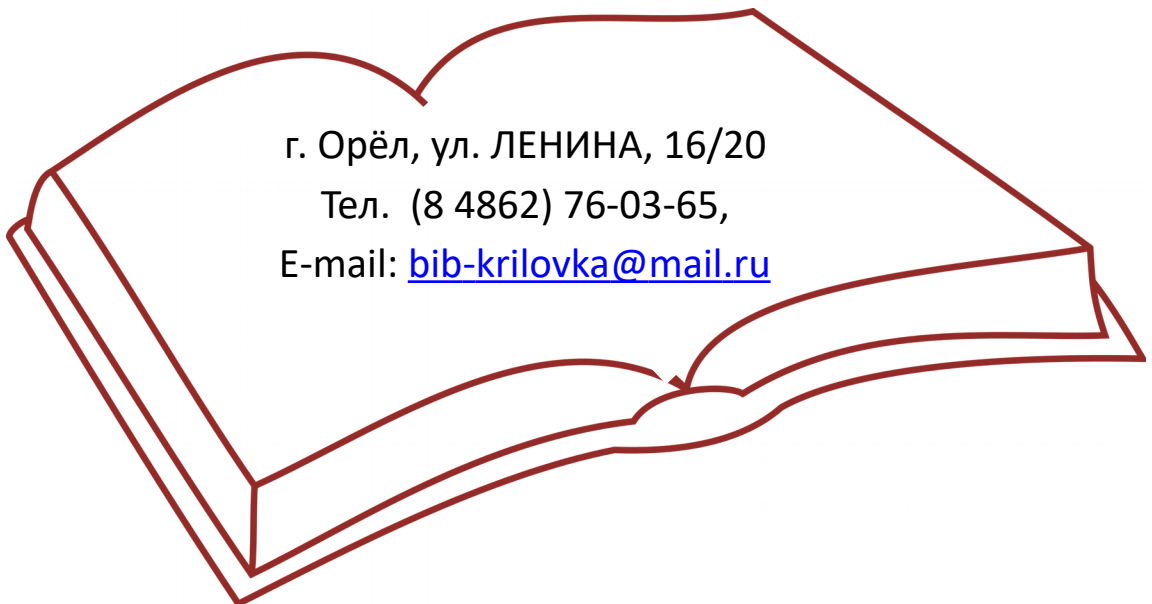 г. Орёл, ул. ЛЕНИНА, 16/20
Тел. (8 4862) 76-03-65,
E-mail: bib-krilovka@mail.ru